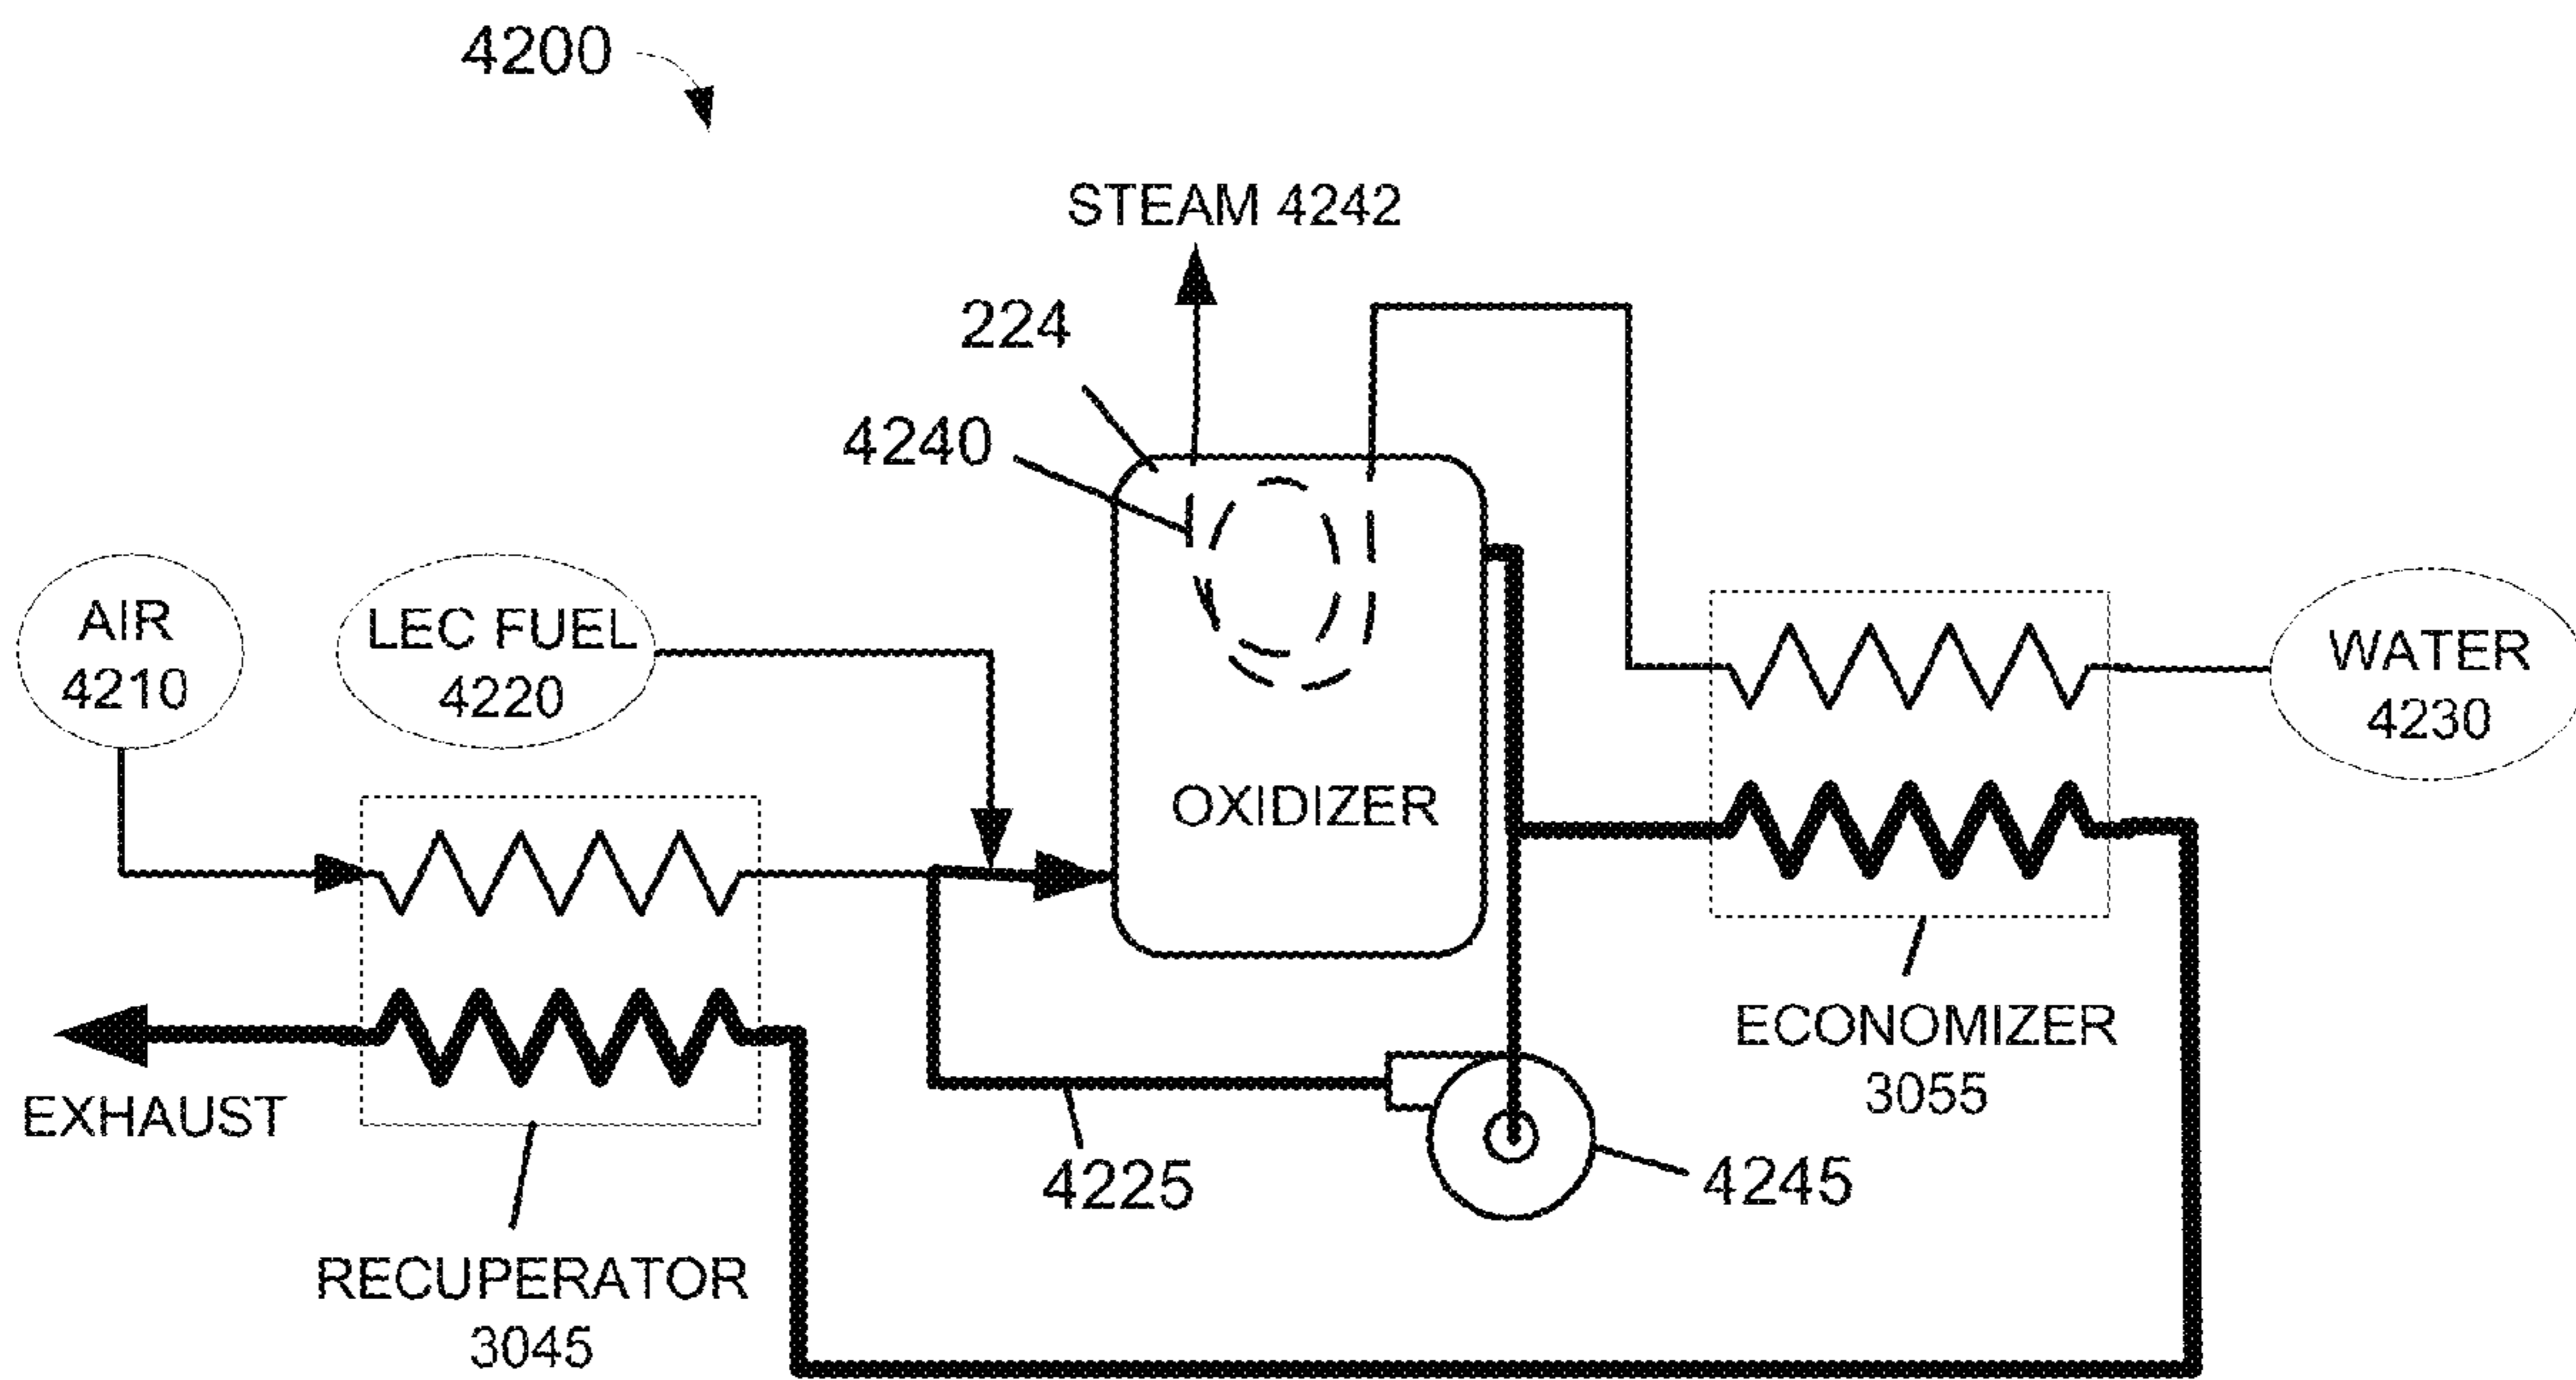 4200
STEAM 4242
224
4240
AIR
4210
LEC FUEL
4220
WATER
4230
OXIDIZER
ECONOMIZER
3055
EXHAUST
4225
4245
RECUPERATOR
3045